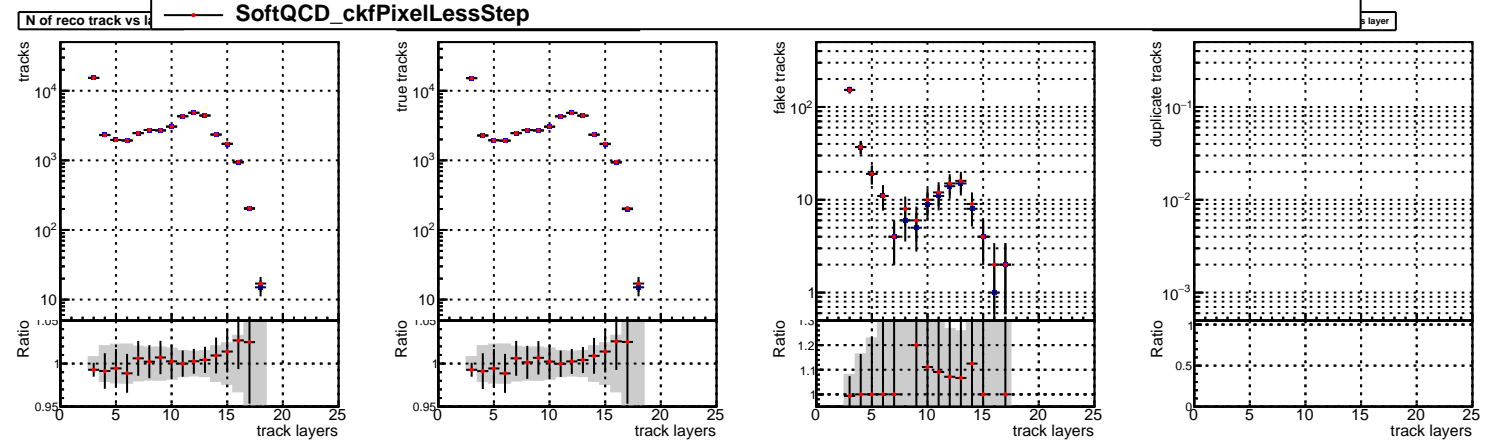 SoftQCD_ckfPixelLessStep
N of reco track vs la
s layer
tracks
10⁴
10³
10²
10
Ratio
1.05
1
0.95
0 5 10 15 20 25
track layers
true tracks
10⁴
10³
10²
10
Ratio
1.05
1
0.95
0 5 10 15 20 25
track layers
fake tracks
10²
10
1
Ratio
1.3
1.2
1.1
1
0 5 10 15 20 25
track layers
duplicate tracks
10⁻¹
10⁻²
10⁻³
Ratio
1
0.5
0
0 5 10 15 20 25
track layers